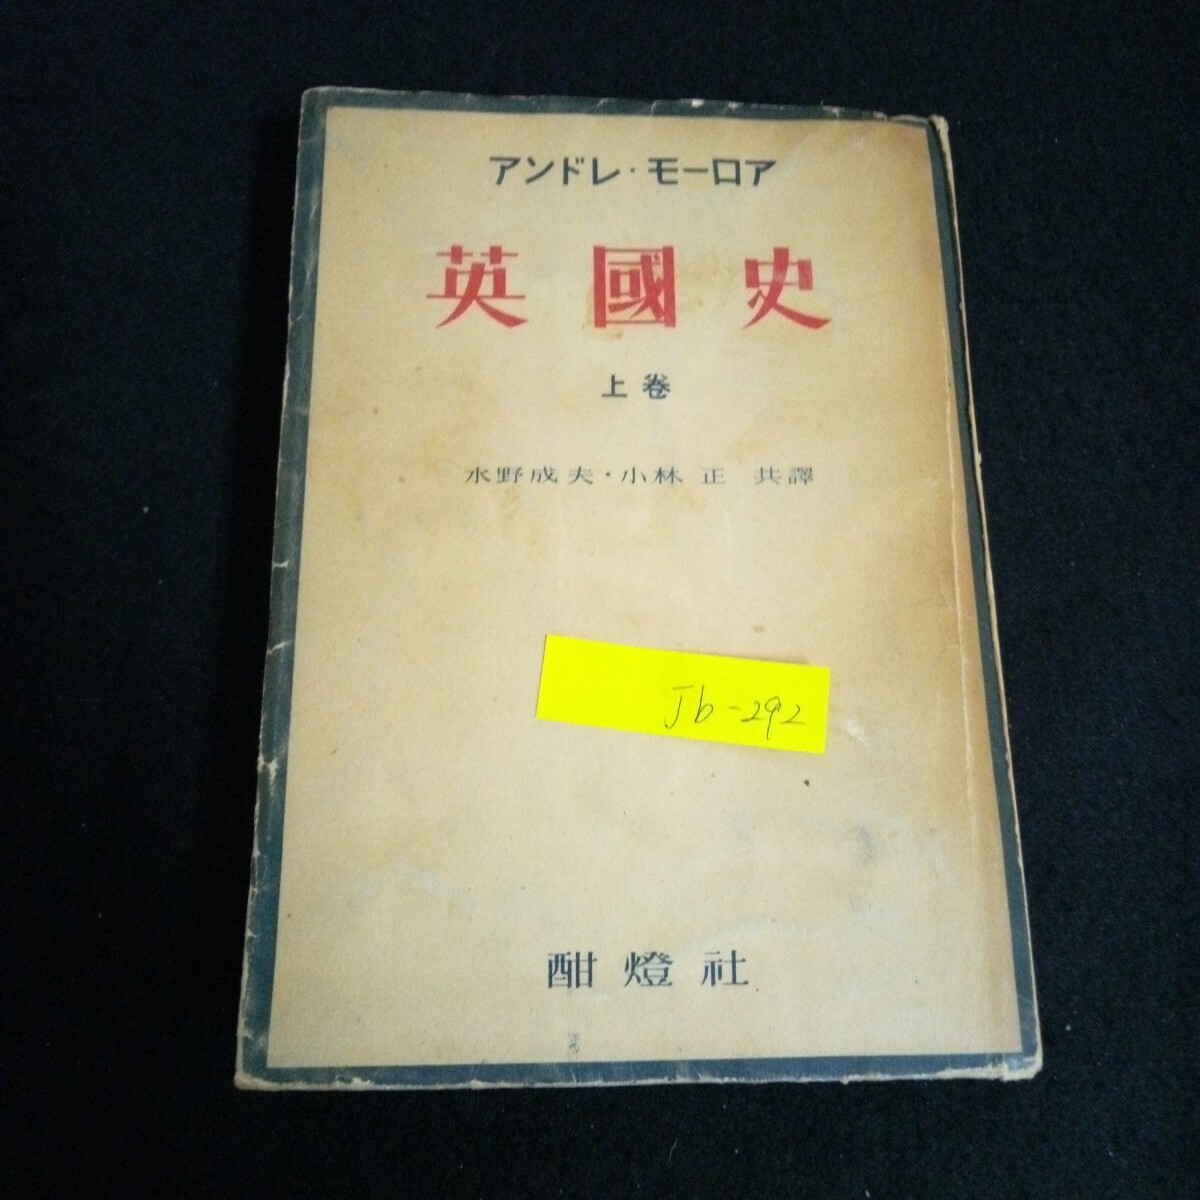 アンドレ・モーロア
英國史
上卷
水野成夫・小林正 共譯
Jb-292
酣燈社